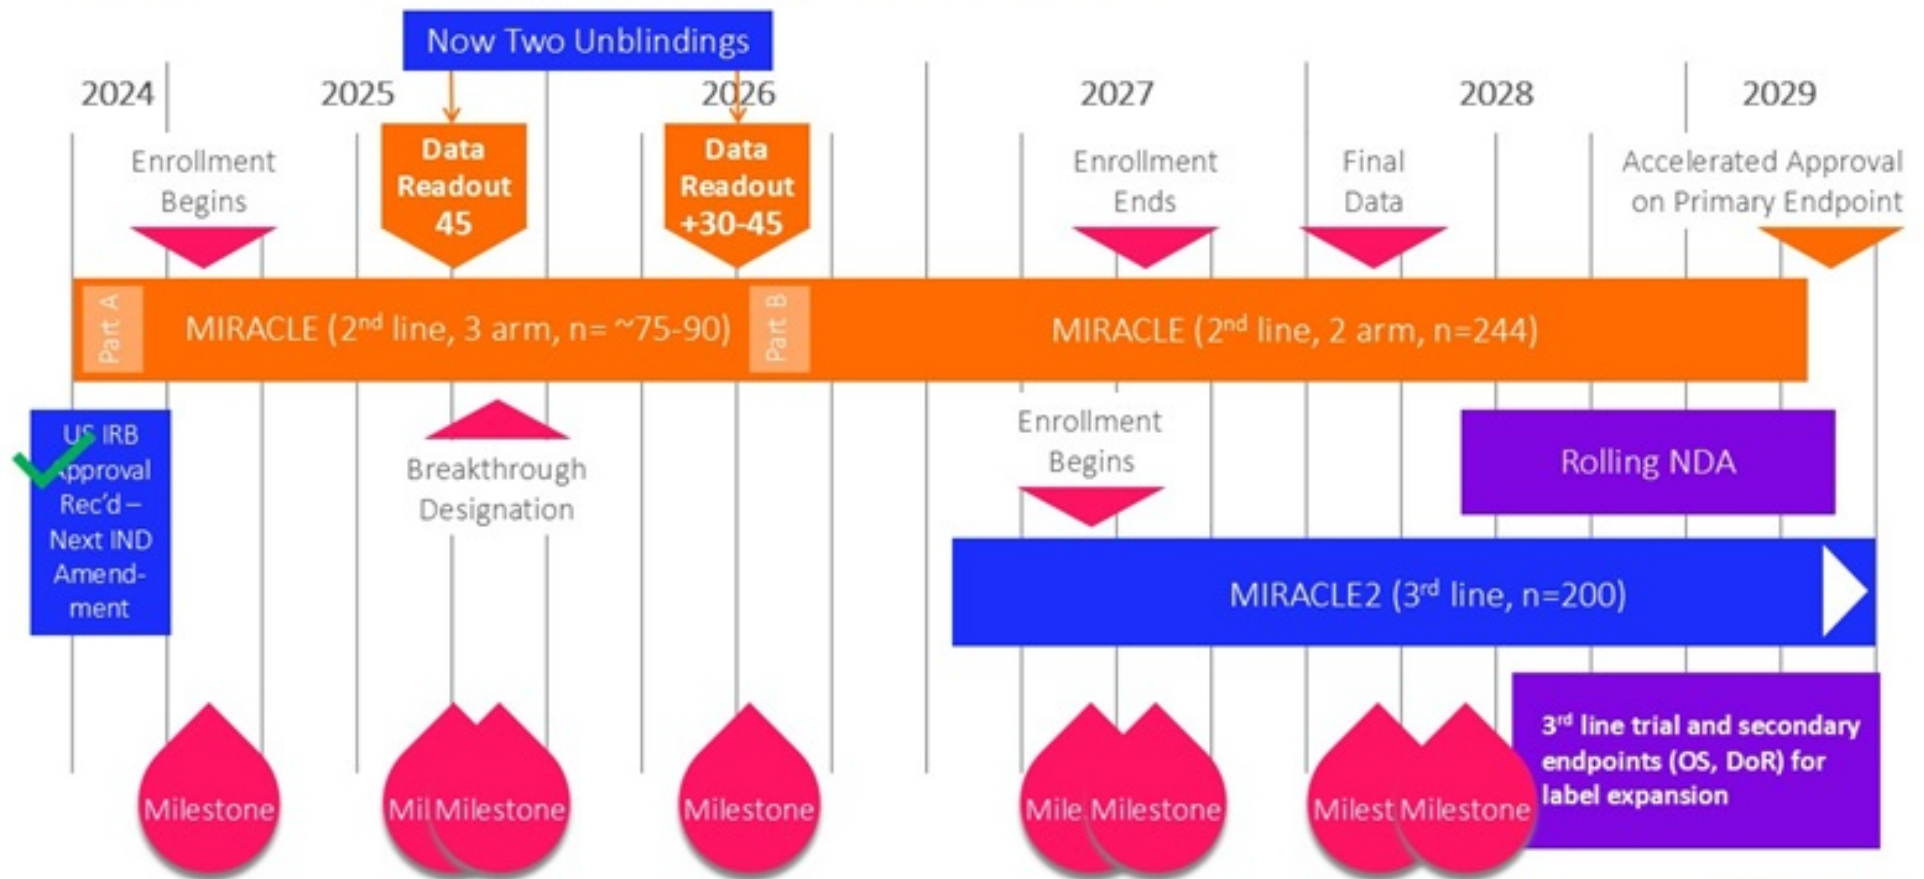 Now Two Unblindings
2024
2025
2026
2027
2028
2029
Enrollment
Begins
Data
Readout
45
Data
Readout
+30-45
Enrollment
Ends
Final
Data
Accelerated Approval
on Primary Endpoint
Part A
MIRACLE (2nd line, 3 arm, n= ~75-90)
Part B
MIRACLE (2nd line, 2 arm, n=244)
US IRB
Approval
Rec'd –
Next IND
Amend-
ment
Breakthrough
Designation
Enrollment
Begins
Rolling NDA
MIRACLE2 (3rd line, n=200)
3rd line trial and secondary
endpoints (OS, DoR) for
label expansion
Milestone
Mil
Milestone
Milestone
Mile
Milestone
Milest
Milestone